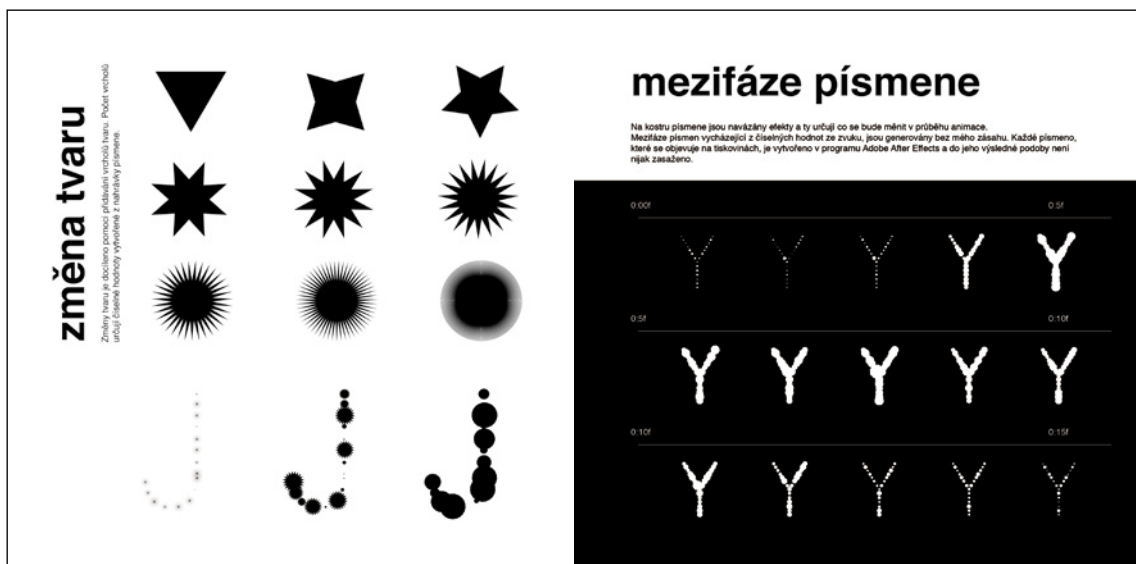 změna tvaru
Změny tvaru je docíleno pomocí přidávání vrcholů tvaru. Počet vrcholů
určují číselné hodnoty vytvořené z nahrávky písmene.
mezifáze písmene
Na kostru písmene jsou navázány efekty a ty určují co se bude měnit v průběhu animace.
Mezifáze písmen vycházející z číselných hodnot ze zvuku, jsou generovány bez mého zásahu. Každé písmeno,
které se objevuje na tiskovinách, je vytvořeno v programu Adobe After Effects a do jeho výsledné podoby není
nijak zasaženo.
0:00f 0:5f
0:5f 0:10f
0:10f 0:15f